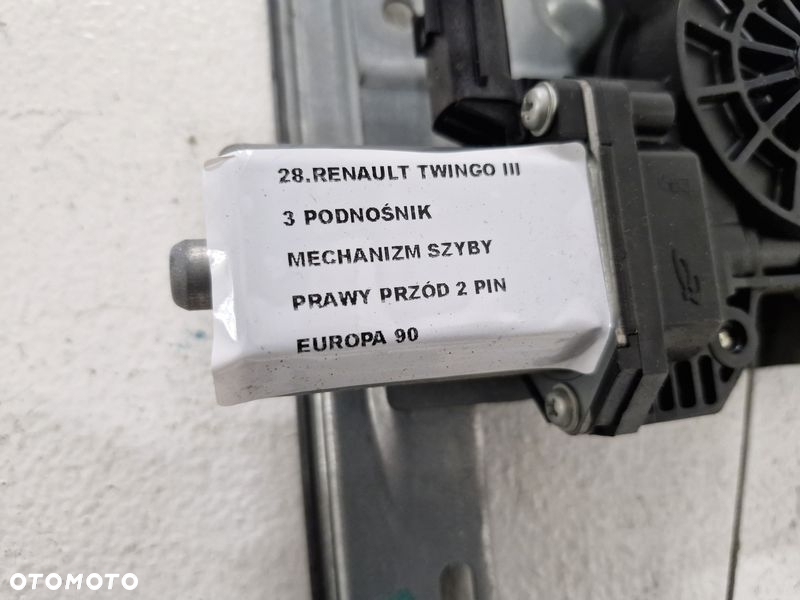 28.RENAULT TWINGO III
3 PODNOŚNIK
MECHANIZM SZYBY
PRAWY PRZÓD 2 PIN
EUROPA 90
OTOMOTO